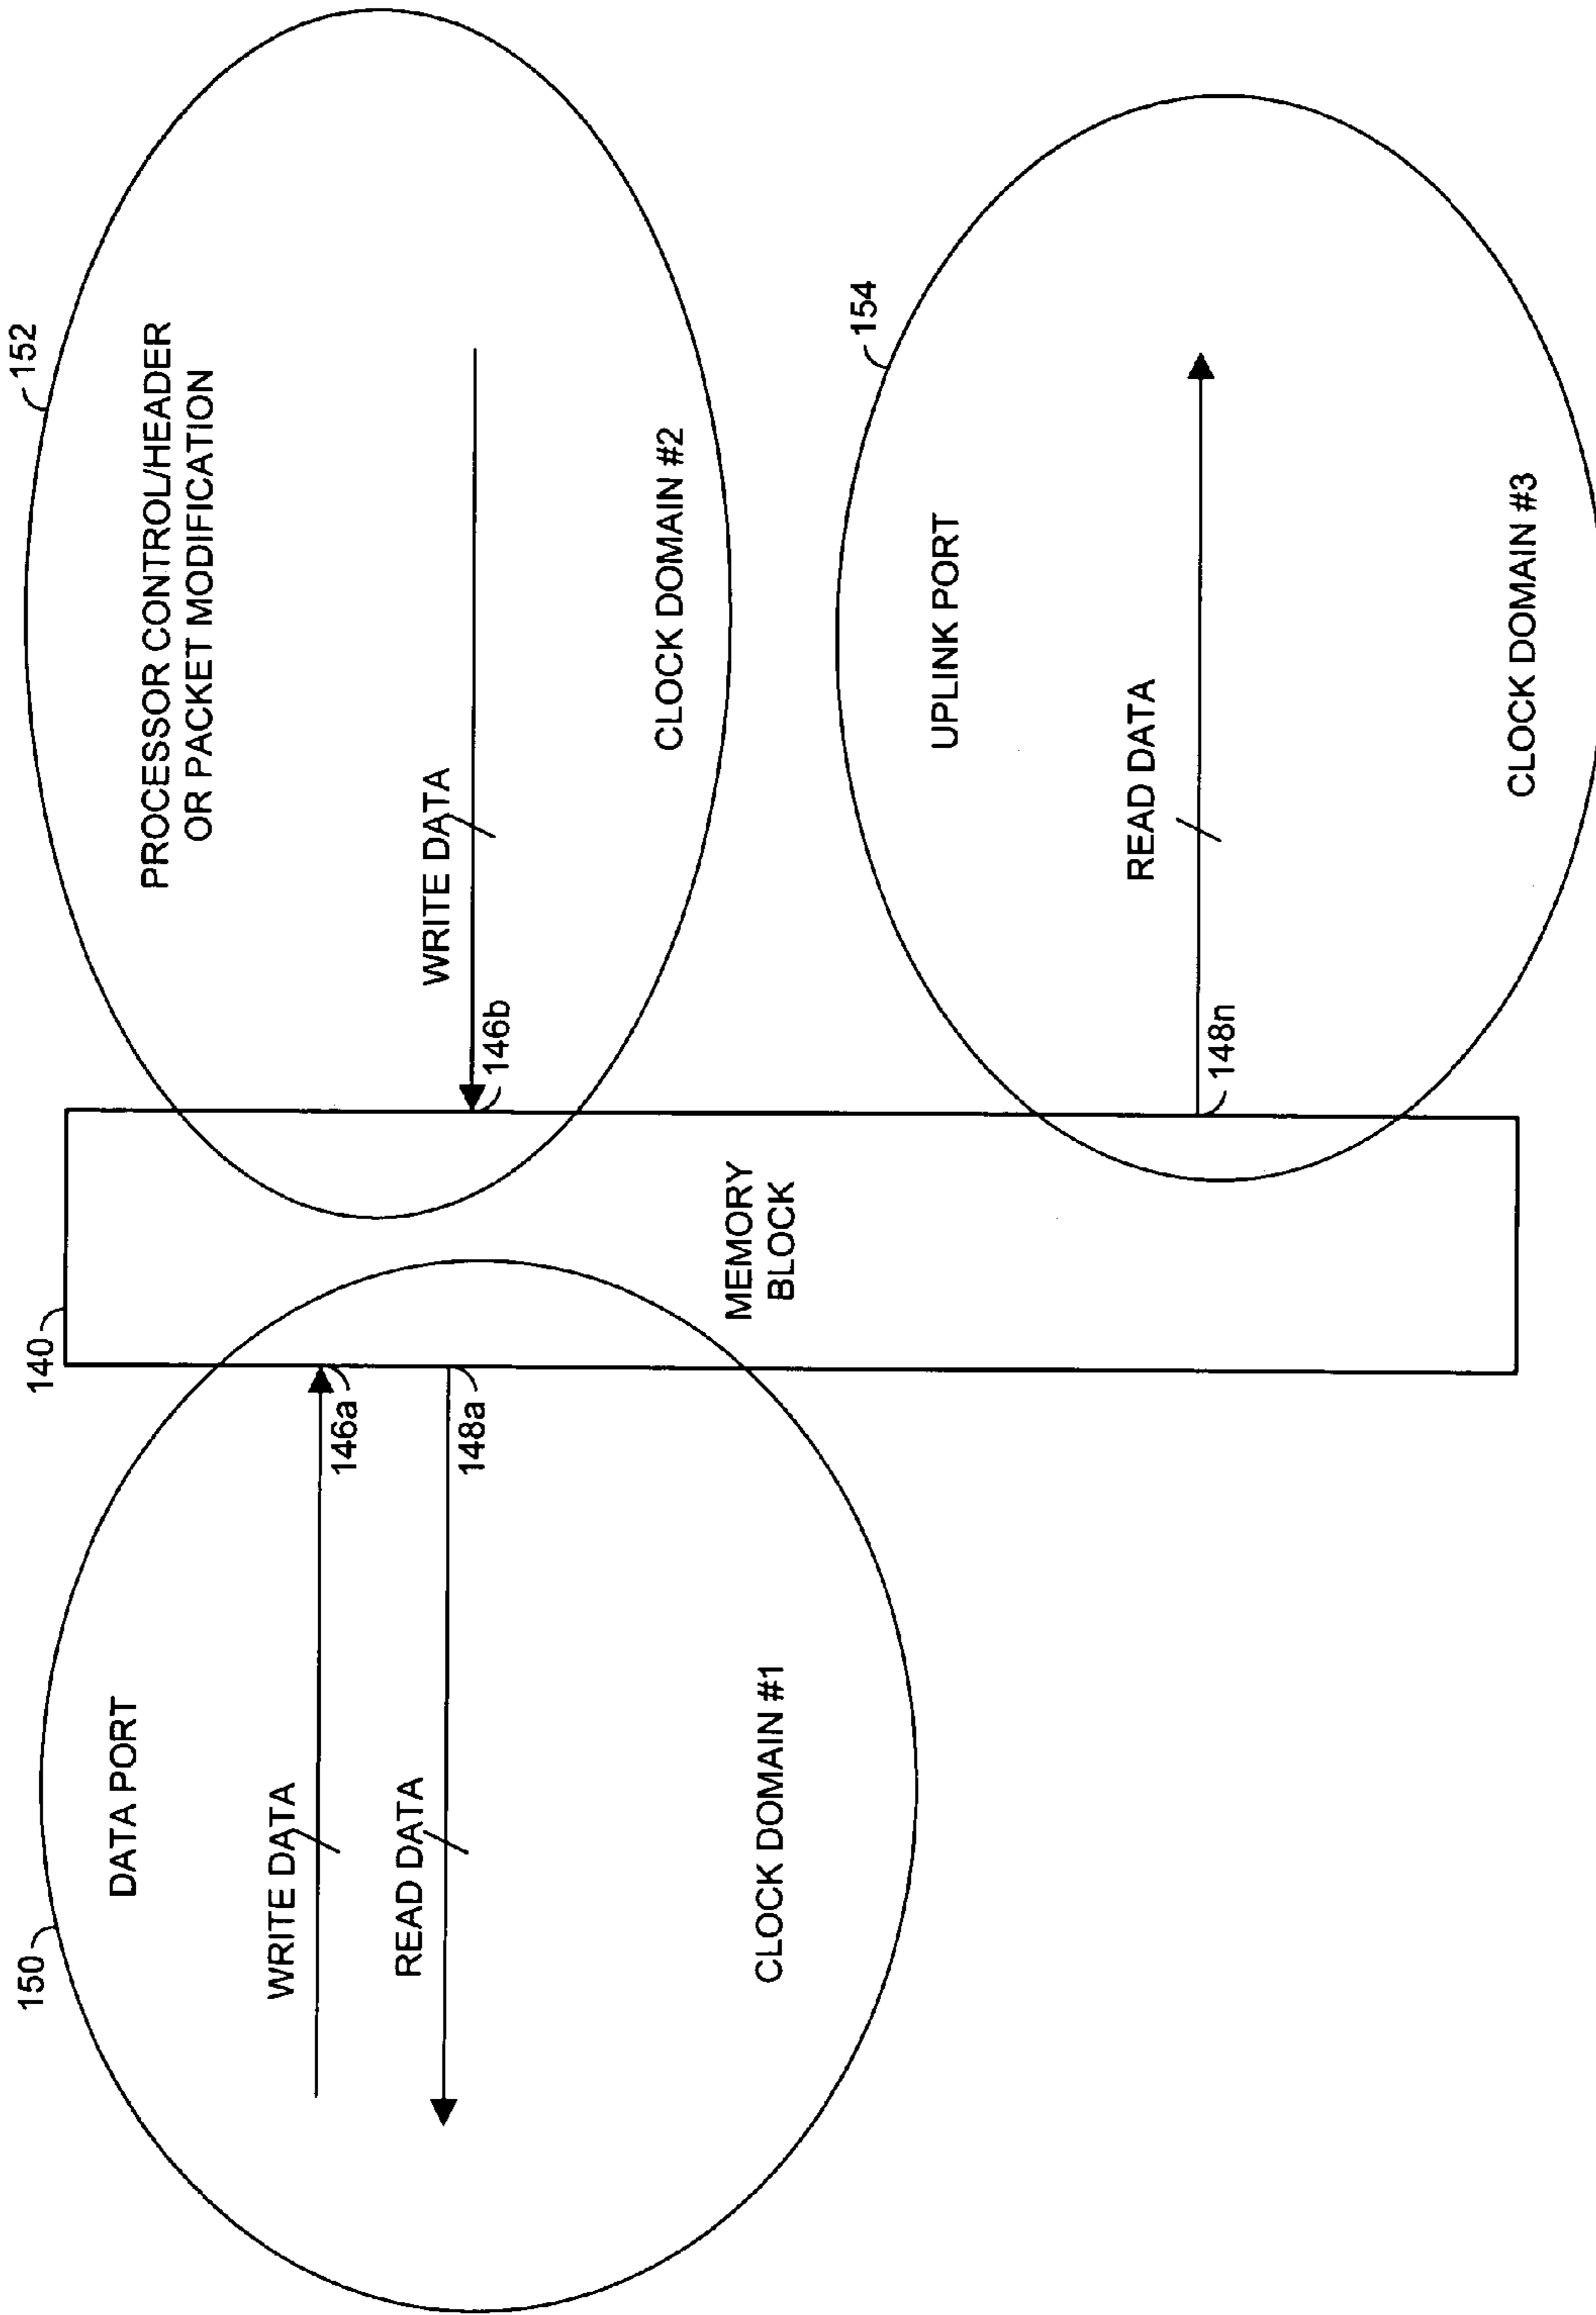 150
DATA PORT
WRITE DATA
146a
READ DATA
148a
CLOCK DOMAIN #1
140
MEMORY
BLOCK
152
PROCESSOR CONTROL/HEADER
OR PACKET MODIFICATION
WRITE DATA
146b
CLOCK DOMAIN #2
154
UPLINK PORT
READ DATA
148n
CLOCK DOMAIN #3